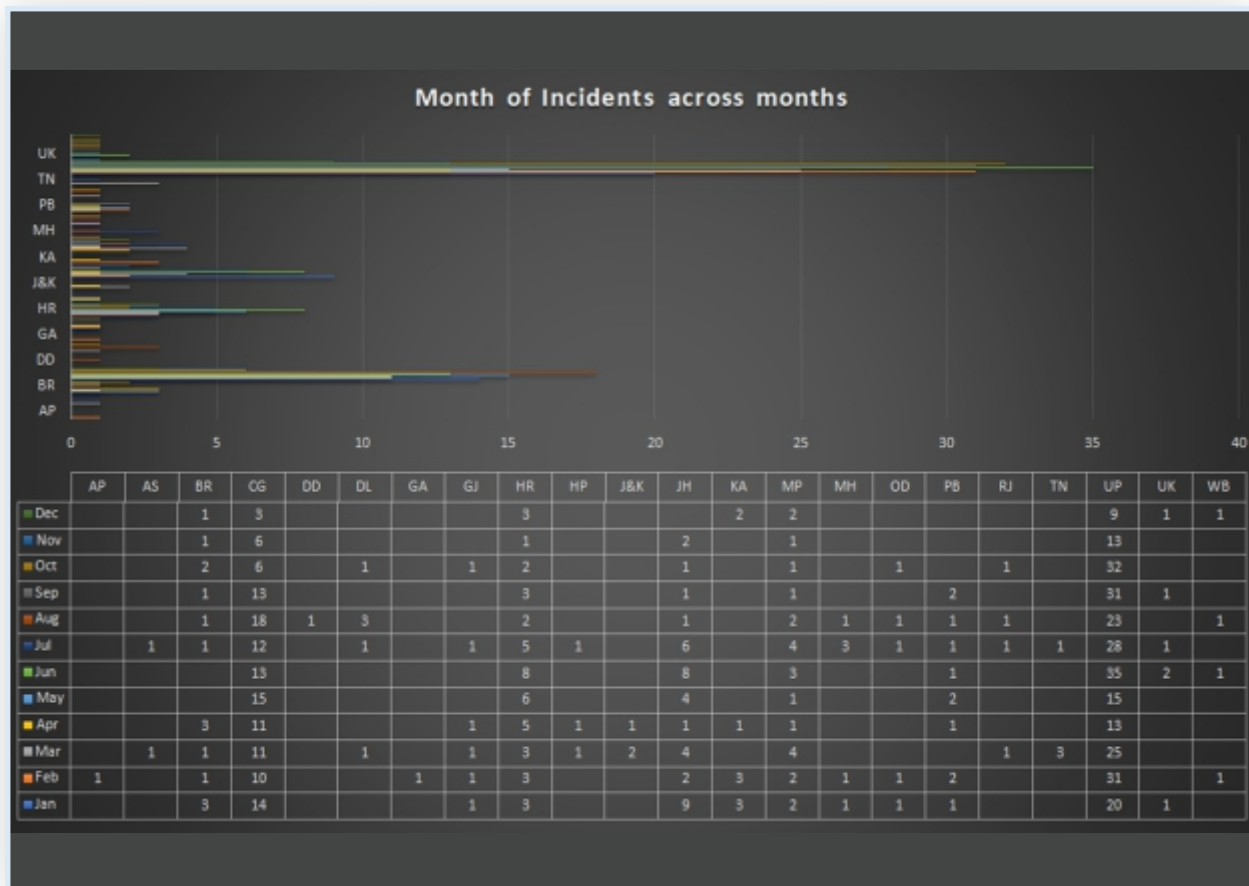 Month of Incidents across months
UK
TN
PB
MH
KA
J&K
HR
GA
DD
BR
AP
0 5 10 15 20 25 30 35 40
AP AS BR CG DD DL GA GJ HR HP J&K JH KA MP MH OD PB RJ TN UP UK WB
Dec 1 3 3 2 2 9 1 1
Nov 1 6 1 2 1 13
Oct 2 6 1 1 2 1 1 1 1 32
Sep 1 13 3 1 1 2 31 1
Aug 1 18 1 3 2 1 2 1 1 1 1 23 1
Jul 1 1 12 1 1 5 1 6 4 3 1 1 1 1 28 1
Jun 13 8 8 3 1 35 2 1
May 15 6 4 1 2 15
Apr 3 11 1 5 1 1 1 1 1 1 13
Mar 1 1 11 1 1 3 1 2 4 4 1 3 25
Feb 1 1 10 1 1 3 2 3 2 1 1 2 31 1
Jan 3 14 1 3 9 3 2 1 1 1 20 1